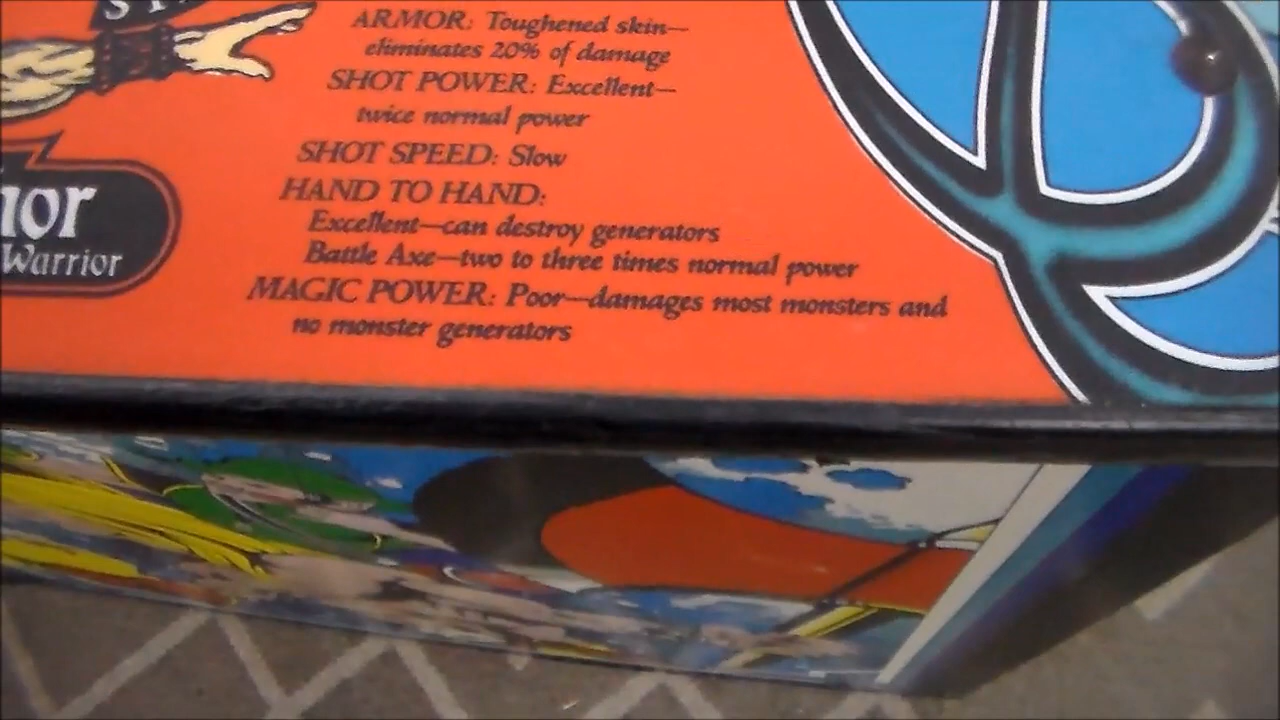 ARMOR: Toughened skin—
eliminates 20% of damage
SHOT POWER: Excellent—
twice normal power
SHOT SPEED: Slow
HAND TO HAND:
Excellent—can destroy generators
Battle Axe—two to three times normal power
MAGIC POWER: Poor—damages most monsters and
no monster generators
Warrior